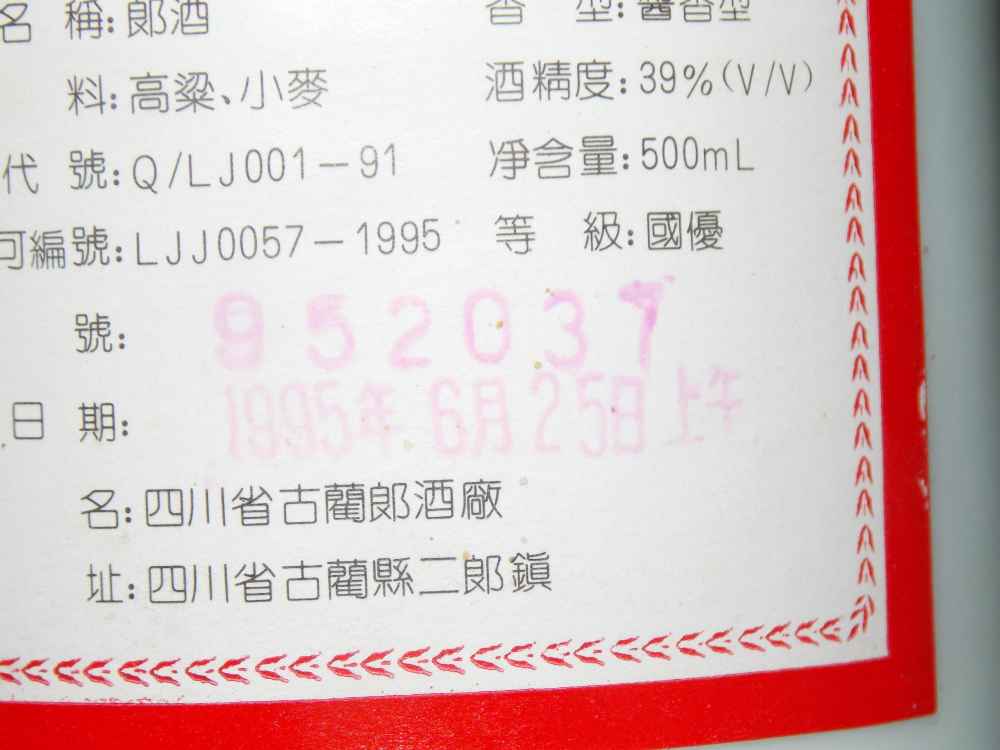 名 稱:郎酒 香 型:醬香型
料:高粱、小麥 酒精度:39%(V/V)
代 號:Q/LJ001-91 净含量:500mL
可編號:LJJ0057-1995 等 級:國優
號: 952037
日 期: 1995年6月25日上午
名:四川省古藺郎酒廠
址:四川省古藺縣二郎鎮